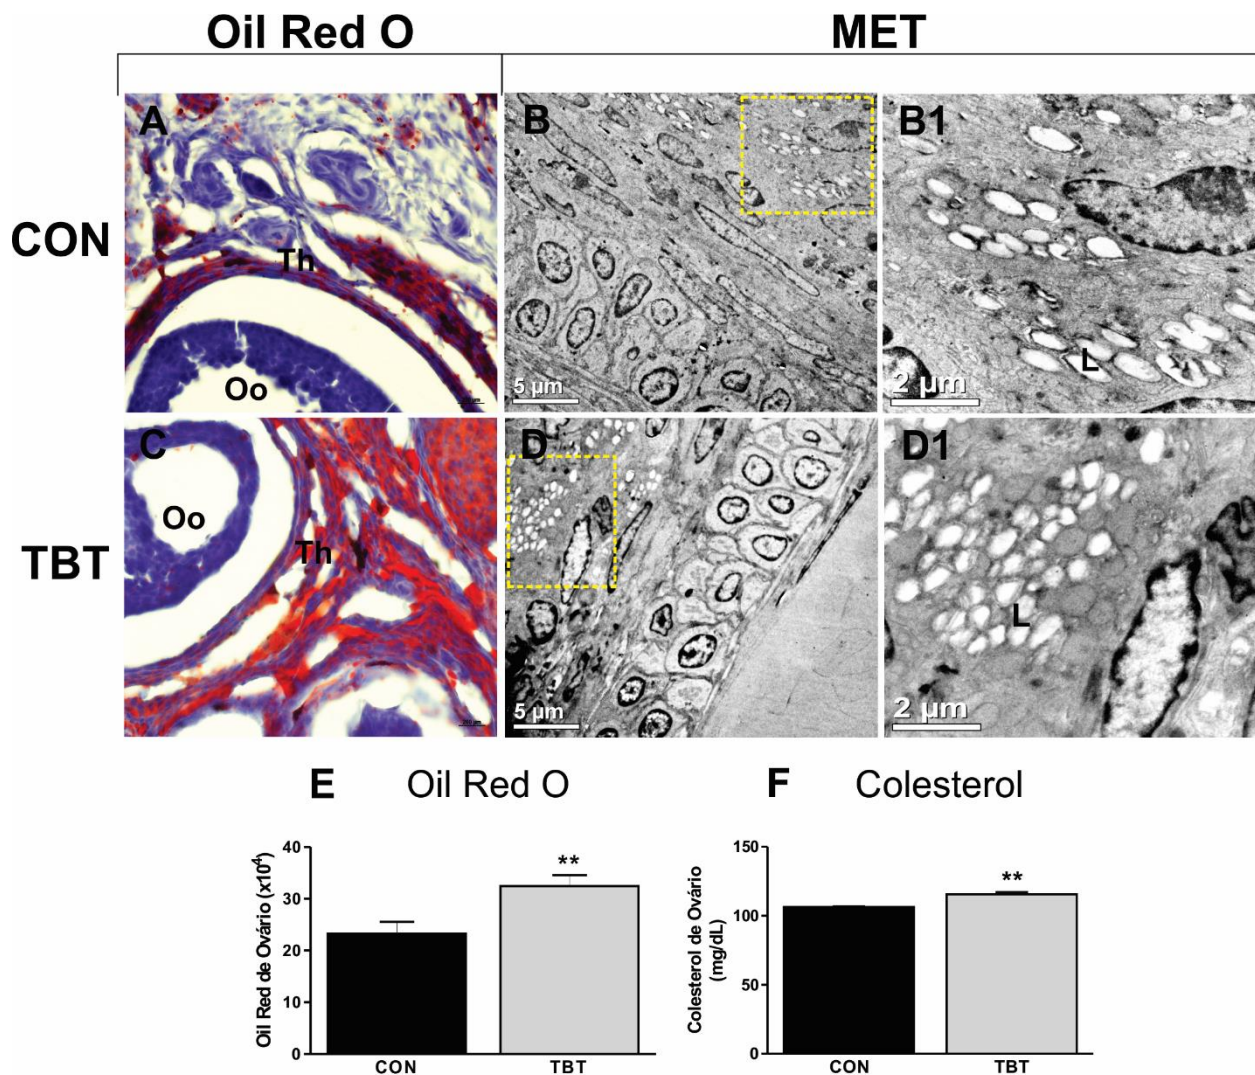 Oil Red O
MET
CON
A
Th
Oo
B
5 µm
B1
L
2 µm
TBT
C
Oo
Th
D
5 µm
D1
L
2 µm
E Oil Red O
Oil Red de Ovário (x10⁴)
40
30
20
10
0
**
CON
TBT
F Colesterol
Colesterol de Ovário
(mg/dL)
150
100
50
0
**
CON
TBT